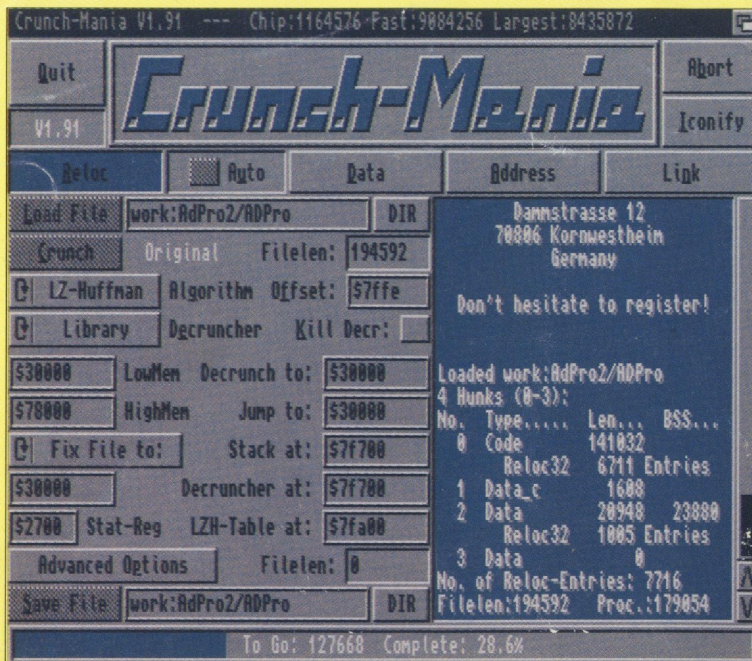 Crunch-Mania V1.91 --- Chip:1164576 Fast:9084256 Largest:8435872
Quit
V1.91
Crunch-Mania
Abort
Iconify
Reloc Auto Data Address Link
Load File work:AdPro2/ADPro DIR
Crunch Original Filelen: 194592
LZ-Huffman Algorithm Offset: $7ffe
Library Decruncher Kill Decr:
$30000 LowMem Decrunch to: $30000
$78000 HighMem Jump to: $30000
Fix File to: Stack at: $7f700
$30000 Decruncher at: $7f700
$2700 Stat-Reg LZH-Table at: $7fa00
Advanced Options Filelen: 0
Save File work:AdPro2/ADPro DIR
Dammstrasse 12
70806 Kornwestheim
Germany
Don't hesitate to register!
Loaded work:AdPro2/ADPro
4 Hunks (0-3):
No. Type..... Len... BSS...
0 Code 141032
Reloc32 6711 Entries
1 Data_c 1608
2 Data 20948 23880
Reloc32 1005 Entries
3 Data 0
No. of Reloc-Entries: 7716
Filelen:194592 Proc.:179054
To Go: 127668 Complete: 28.6%